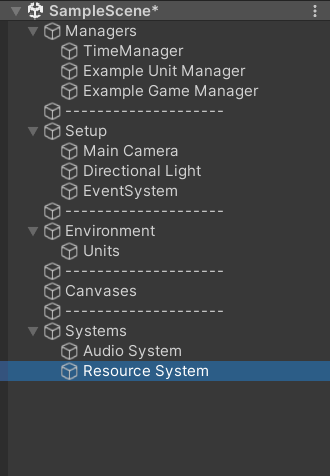 SampleScene*
Managers
TimeManager
Example Unit Manager
Example Game Manager
--------------------
Setup
Main Camera
Directional Light
EventSystem
--------------------
Environment
Units
--------------------
Canvases
--------------------
Systems
Audio System
Resource System